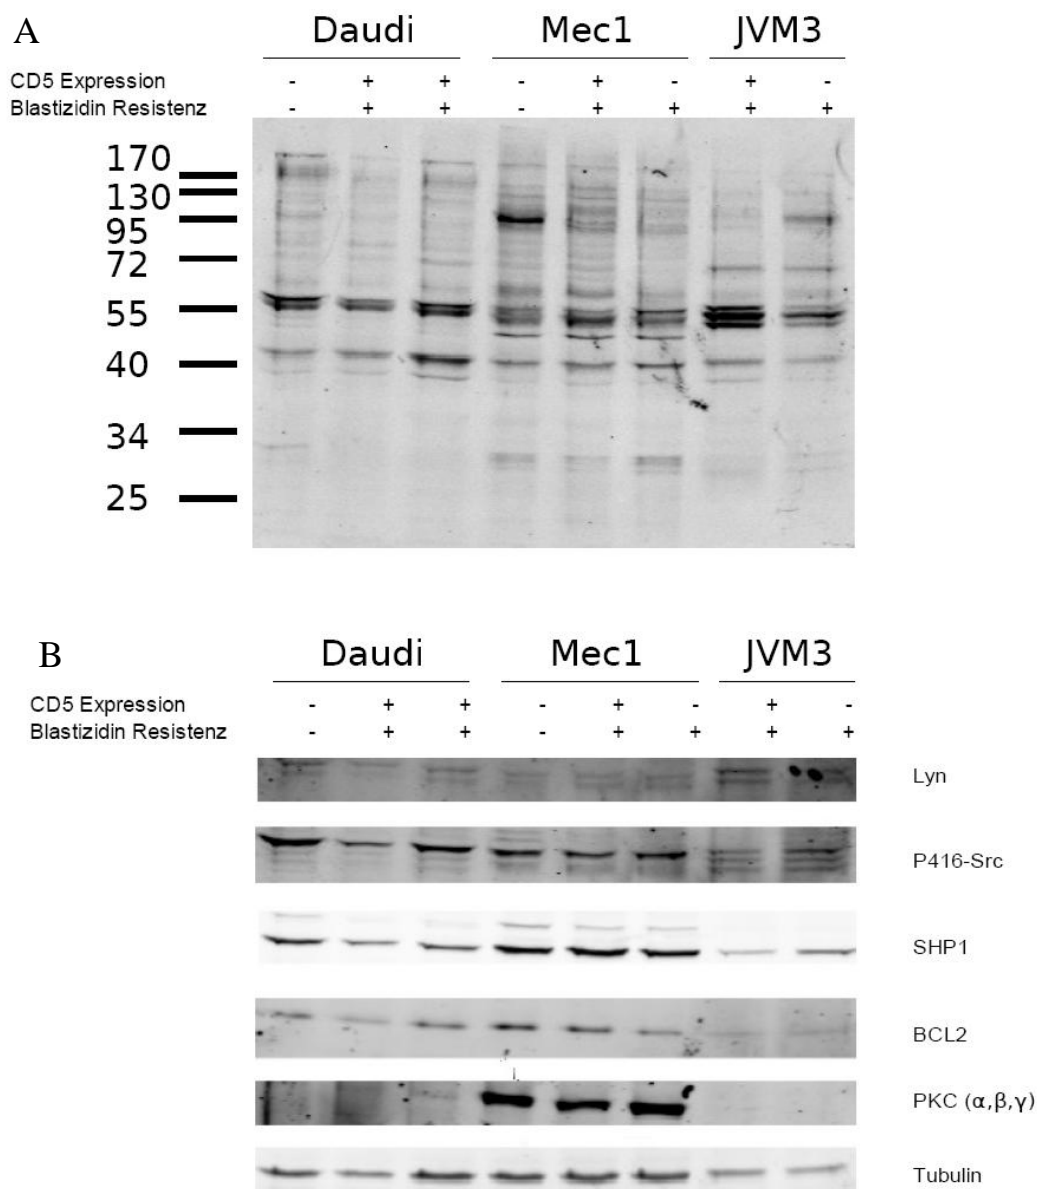 A
Daudi Mec1 JVM3
CD5 Expression - + + - + - + -
Blastizidin Resistenz - + + - + + + +
170
130
95
72
55
40
34
25
B
Daudi Mec1 JVM3
CD5 Expression - + + - + - + -
Blastizidin Resistenz - + + - + + + +
Lyn
P416-Src
SHP1
BCL2
PKC (α,β,γ)
Tubulin